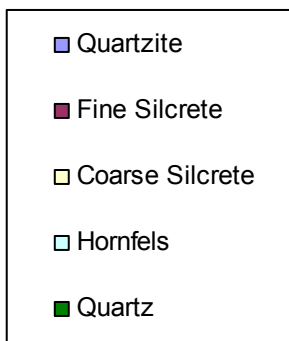 Quartzite
Fine Silcrete
Coarse Silcrete
Hornfels
Quartz